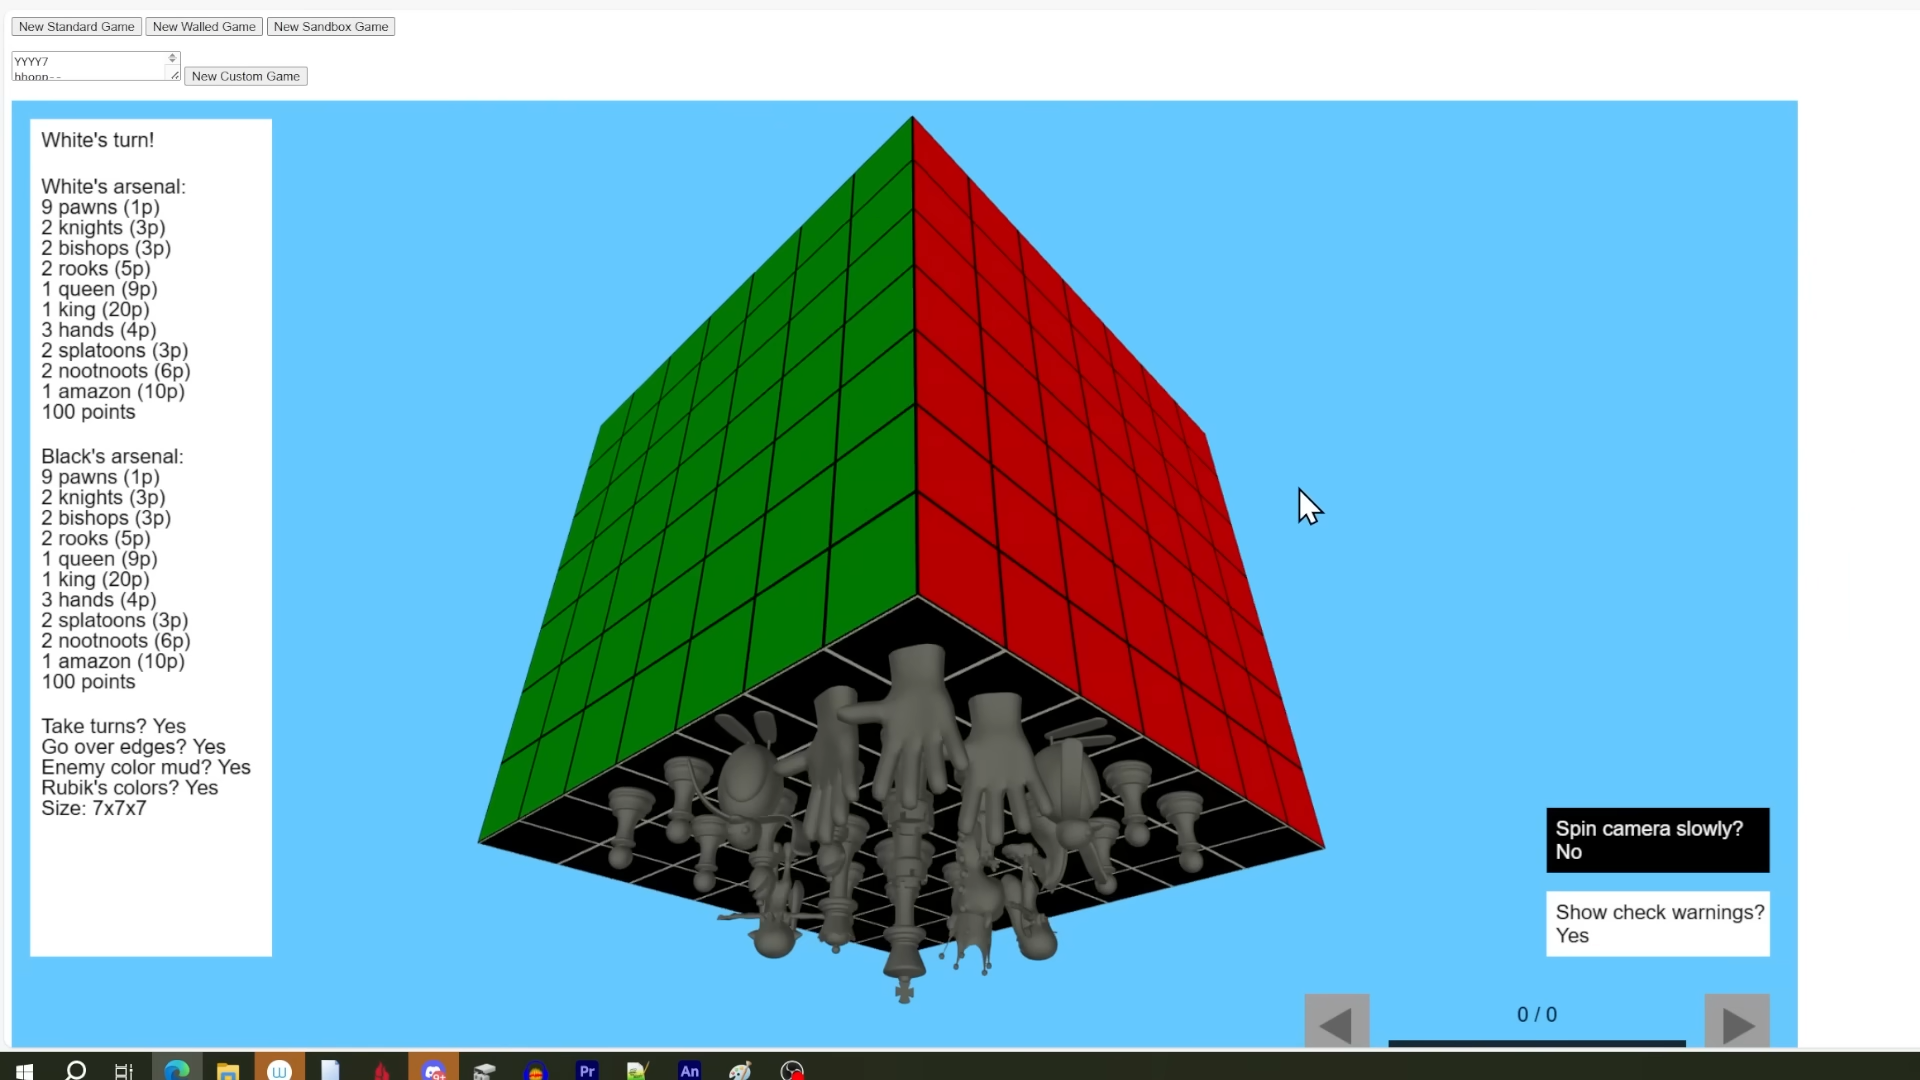 New Standard Game New Walled Game New Sandbox Game
YYYY7
hhopp--
New Custom Game
White's turn!
White's arsenal:
9 pawns (1p)
2 knights (3p)
2 bishops (3p)
2 rooks (5p)
1 queen (9p)
1 king (20p)
3 hands (4p)
2 splatoons (3p)
2 nootnoots (6p)
1 amazon (10p)
100 points
Black's arsenal:
9 pawns (1p)
2 knights (3p)
2 bishops (3p)
2 rooks (5p)
1 queen (9p)
1 king (20p)
3 hands (4p)
2 splatoons (3p)
2 nootnoots (6p)
1 amazon (10p)
100 points
Take turns? Yes
Go over edges? Yes
Enemy color mud? Yes
Rubik's colors? Yes
Size: 7x7x7
Spin camera slowly?
No
Show check warnings?
Yes
0 / 0
Pr An